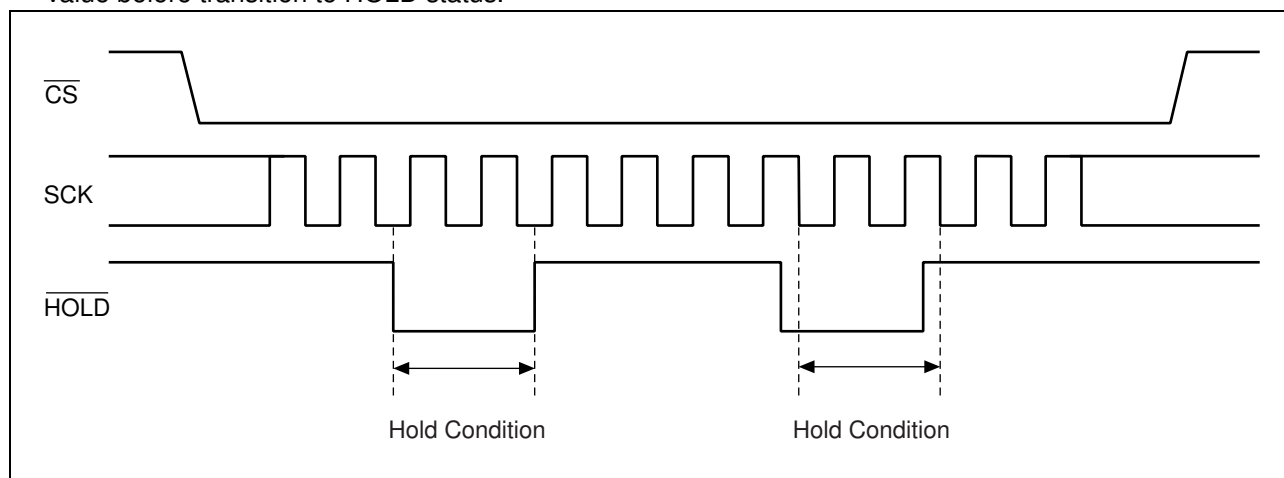 value before transition to HOLD status.
CS
SCK
HOLD
Hold Condition
Hold Condition